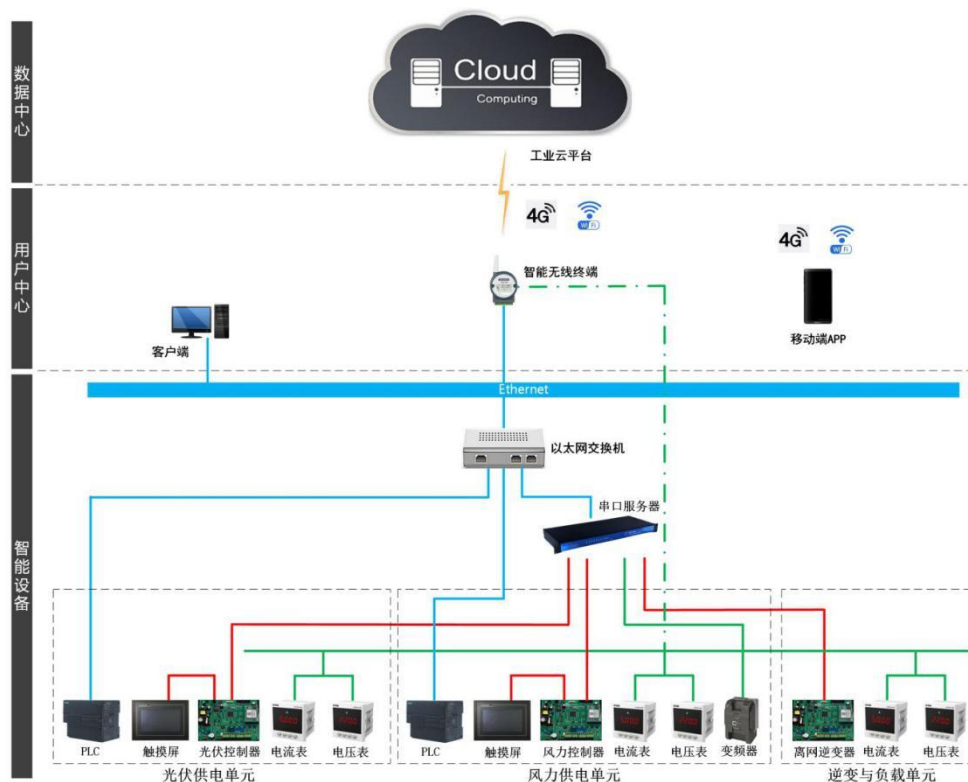 数据中心
Cloud
Computing
工业云平台
用户中心
4G
WiFi
4G
WiFi
智能无线终端
客户端
移动端APP
Ethernet
智能设备
以太网交换机
串口服务器
PLC
触摸屏
光伏控制器
电流表
电压表
光伏供电单元
PLC
触摸屏
风力控制器
电流表
电压表
变频器
风力供电单元
离网逆变器
电流表
电压表
逆变与负载单元